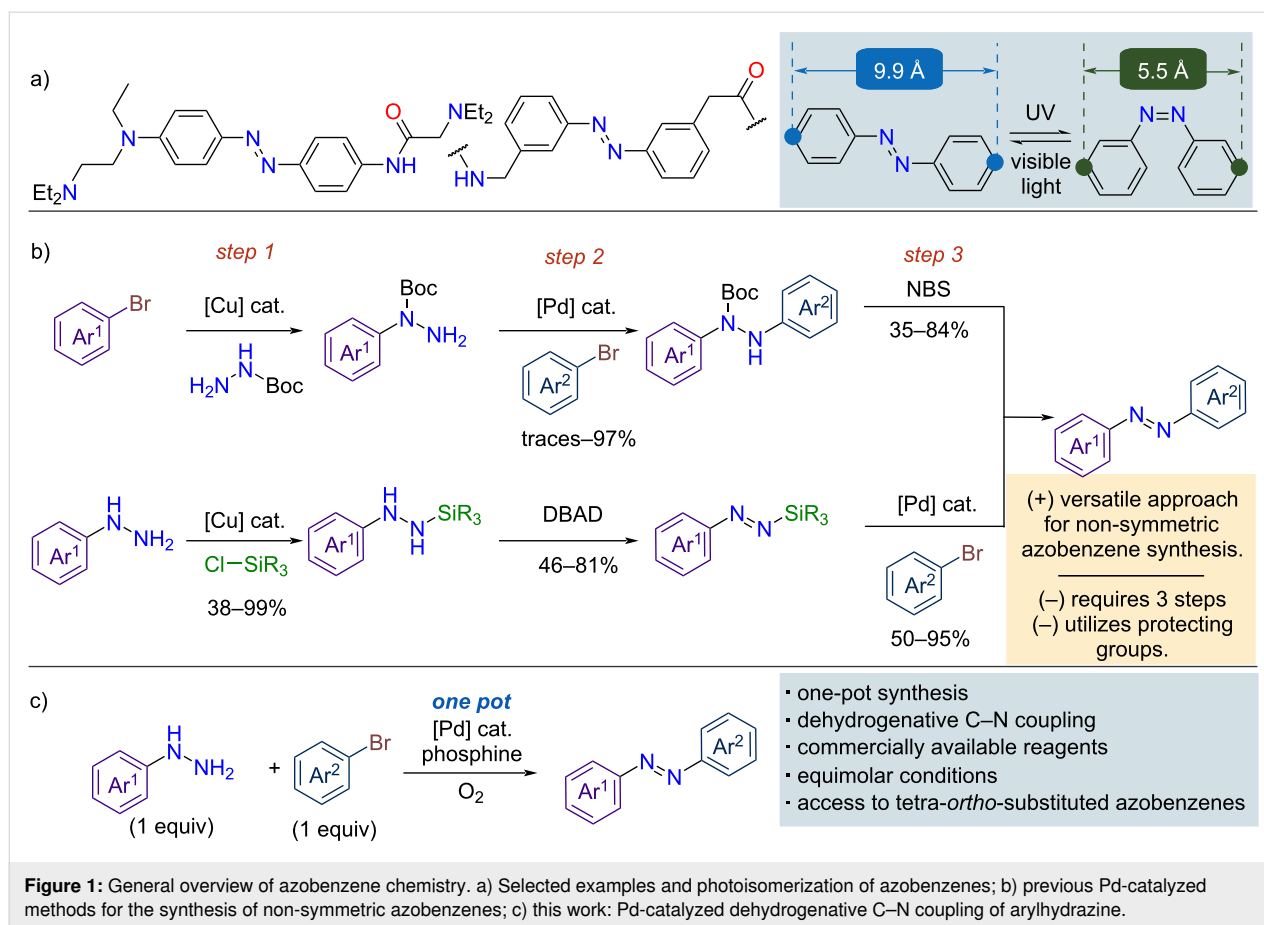 a)
N
Et2N
N
N
O
NH
NEt2
HN
N
N
O
9.9 Å
5.5 Å
N
N
UV
visible
light
N=N
b)
step 1
step 2
step 3
Ar1
Br
[Cu] cat.
H
H2N
N
Boc
Boc
N
NH2
Ar1
[Pd] cat.
Br
Ar2
traces–97%
Boc
N
N
H
Ar1
Ar2
NBS
35–84%
N
N
Ar1
Ar2
H
N
NH2
Ar1
[Cu] cat.
Cl–SiR3
38–99%
H
N
N
H
SiR3
Ar1
DBAD
46–81%
N
N
SiR3
Ar1
[Pd] cat.
Br
Ar2
50–95%
(+) versatile approach
for non-symmetric
azobenzene synthesis.
(–) requires 3 steps
(–) utilizes protecting
groups.
c)
H
N
NH2
Ar1
(1 equiv)
+
Br
Ar2
(1 equiv)
one pot
[Pd] cat.
phosphine
O2
N
N
Ar1
Ar2
· one-pot synthesis
· dehydrogenative C–N coupling
· commercially available reagents
· equimolar conditions
· access to tetra-ortho-substituted azobenzenes
Figure 1: General overview of azobenzene chemistry. a) Selected examples and photoisomerization of azobenzenes; b) previous Pd-catalyzed
methods for the synthesis of non-symmetric azobenzenes; c) this work: Pd-catalyzed dehydrogenative C–N coupling of arylhydrazine.